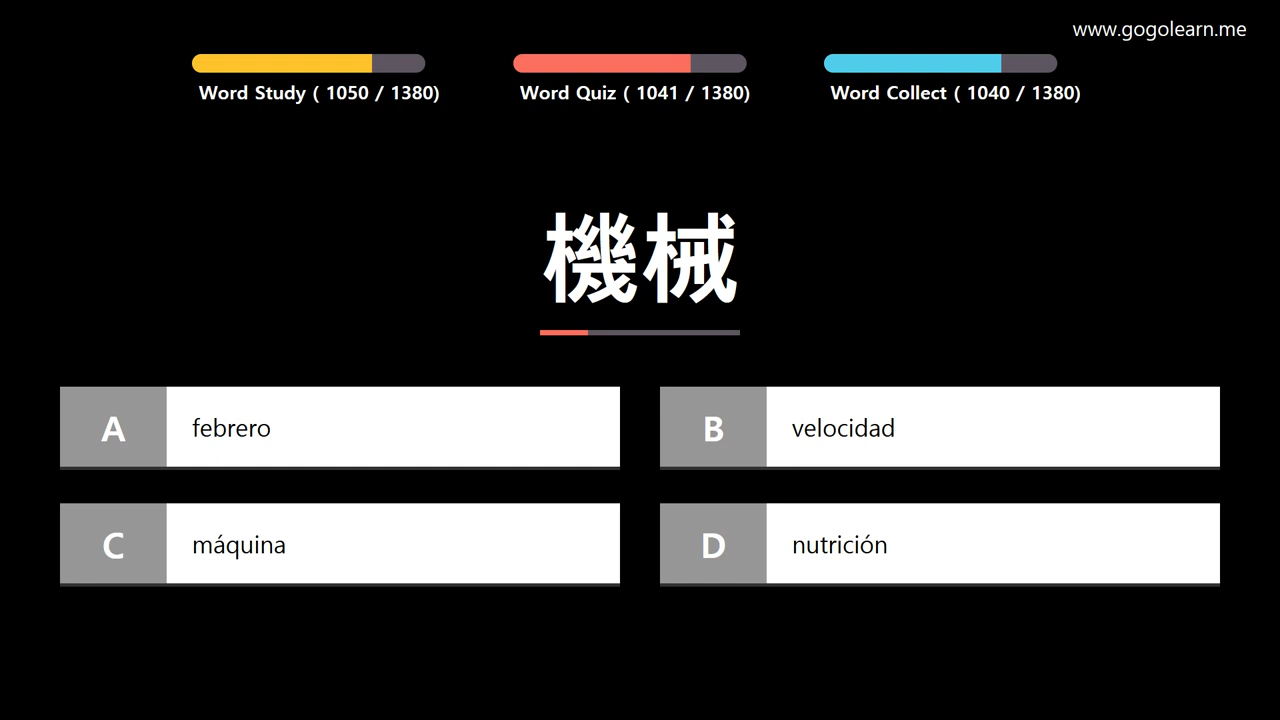 www.gogolearn.me
Word Study ( 1050 / 1380)
Word Quiz ( 1041 / 1380)
Word Collect ( 1040 / 1380)
機械
A febrero
B velocidad
C máquina
D nutrición